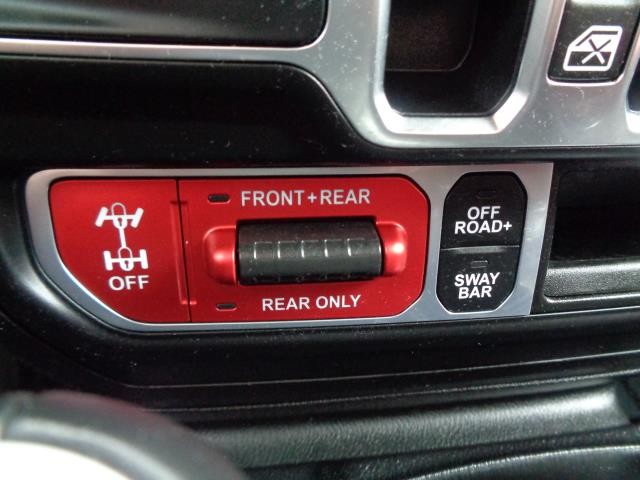 FRONT+REAR
OFF
REAR ONLY
OFF
ROAD+
SWAY
BAR